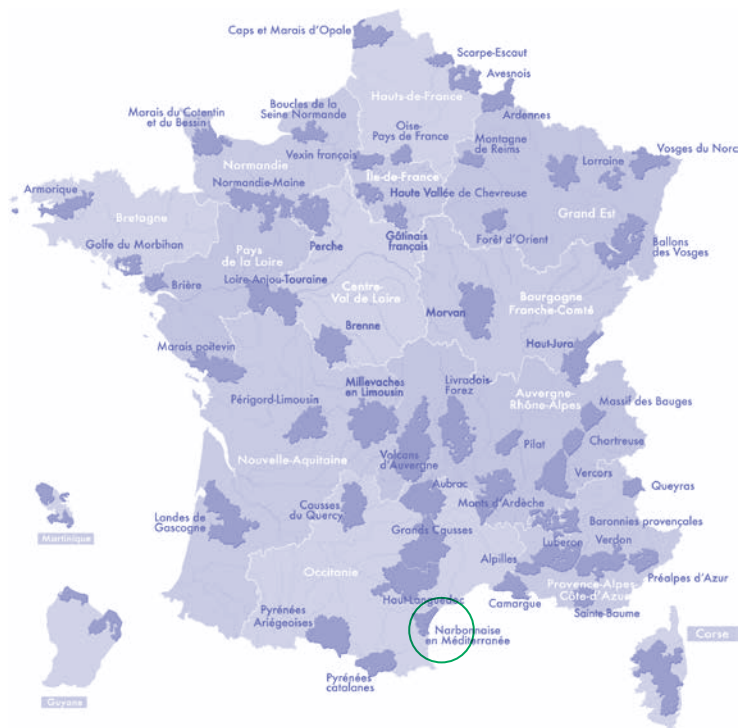 Caps et Marais d'Opale
Scarpe-Escaut
Avesnois
Hauts-de-France
Ardennes
Marais du Cotentin
et du Bessin
Boucles de la
Seine Normande
Oise-
Pays de France
Montagne
de Reims
Vosges du Nord
Vexin français
Lorraine
Normandie
Île-de-France
Normandie-Maine
Haute Vallée de Chevreuse
Armorique
Bretagne
Grand Est
Golfe du Morbihan
Pays
de la Loire
Perche
Gâtinais
français
Forêt d'Orient
Ballons
des Vosges
Brière
Loire-Anjou-Touraine
Centre-
Val de Loire
Bourgogne
Franche-Comté
Morvan
Brenne
Marais poitevin
Haut-Jura
Millevaches
en Limousin
Livradois-
Forez
Auvergne-
Rhône-Alpes
Massif des Bauges
Périgord-Limousin
Pilat
Chartreuse
Nouvelle-Aquitaine
Volcans
d'Auvergne
Vercors
Aubrac
Queyras
Landes de
Gascogne
Causses
du Quercy
Monts d'Ardèche
Baronnies provençales
Martinique
Grands Causses
Luberon
Verdon
Alpilles
Occitanie
Provence-Alpes
Côte-d'Azur
Préalpes d'Azur
Haut-Languedoc
Camargue
Sainte-Baume
Pyrénées
Ariégeoises
Narbonnaise
en Méditerranée
Corse
Pyrénées
catalanes
Guyane